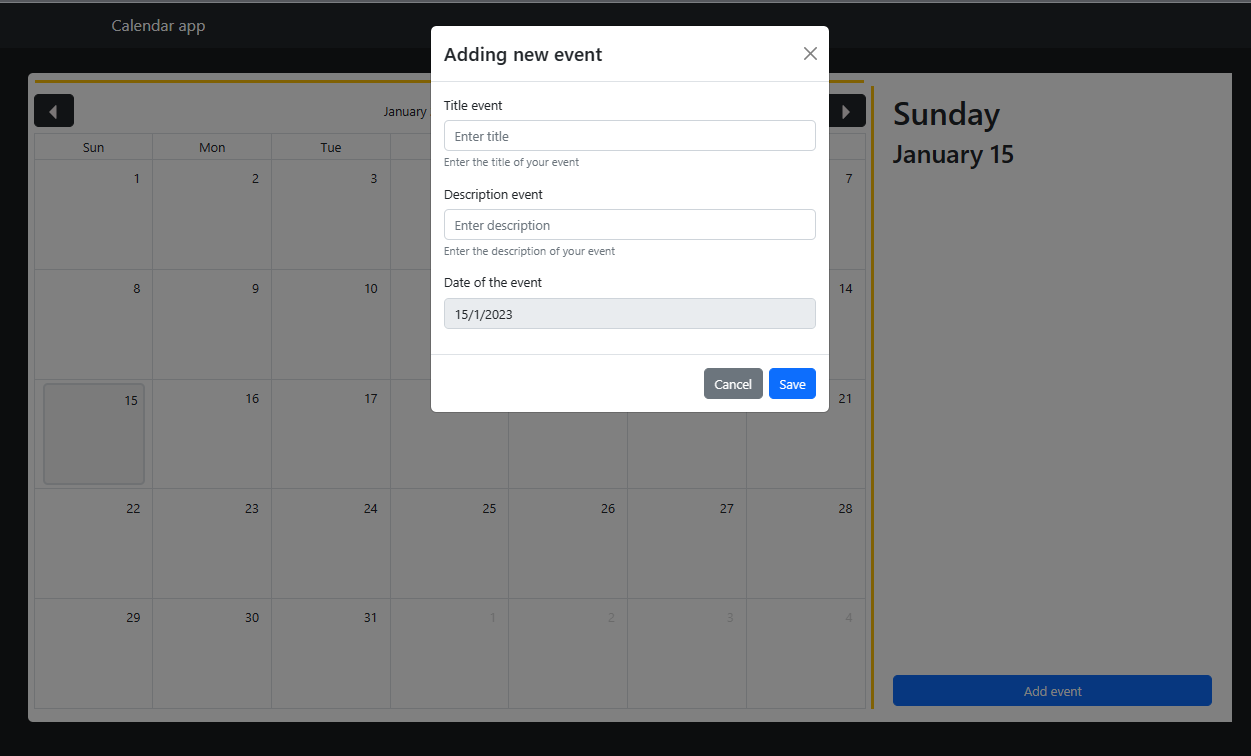 Calendar app
Adding new event
Title event
Enter title
Enter the title of your event
Description event
Enter description
Enter the description of your event
Date of the event
15/1/2023
Cancel Save
January
Sun Mon Tue
1 2 3 7
8 9 10 14
15 16 17 21
22 23 24 25 26 27 28
29 30 31 1 2 3 4
Sunday
January 15
Add event